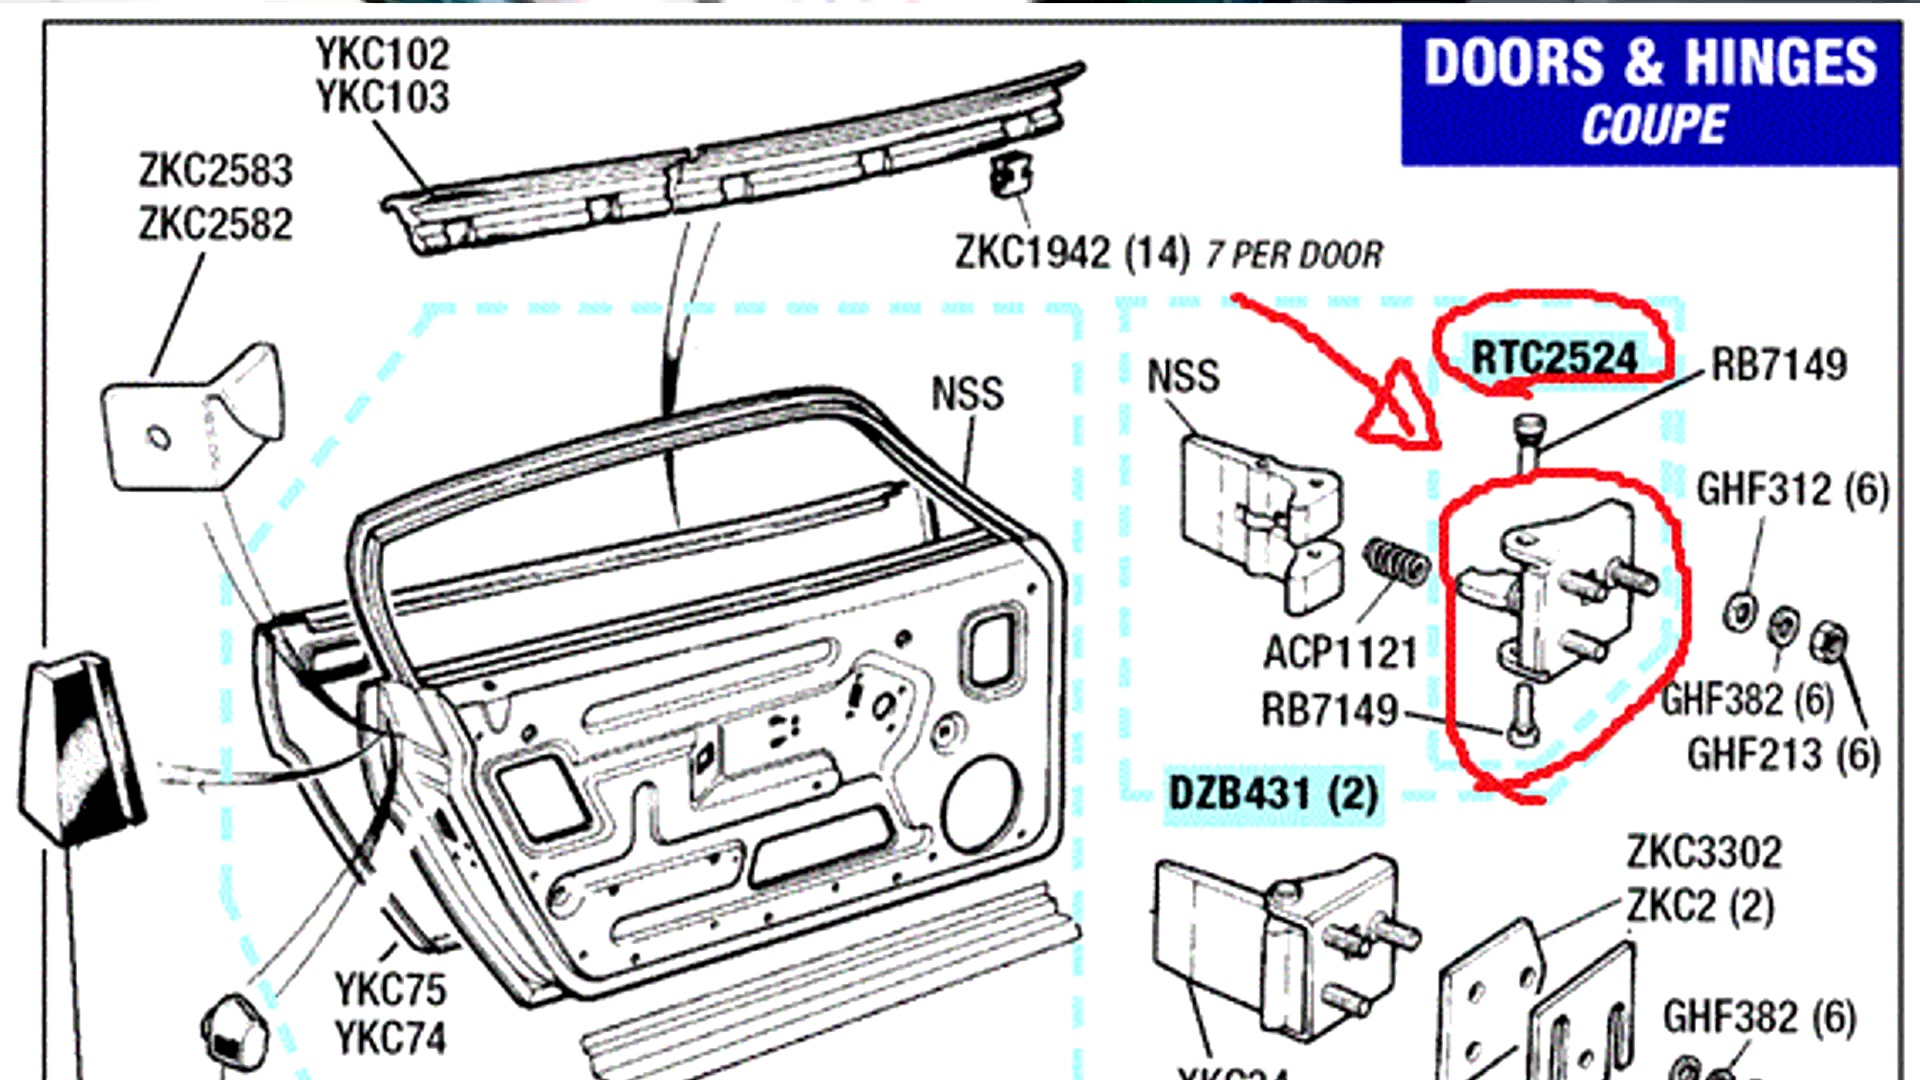 DOORS & HINGES
COUPE
YKC102
YKC103
ZKC2583
ZKC2582
ZKC1942 (14) 7 PER DOOR
NSS
NSS
RTC2524
RB7149
GHF312 (6)
ACP1121
RB7149
GHF382 (6)
GHF213 (6)
DZB431 (2)
ZKC3302
ZKC2 (2)
YKC75
YKC74
GHF382 (6)